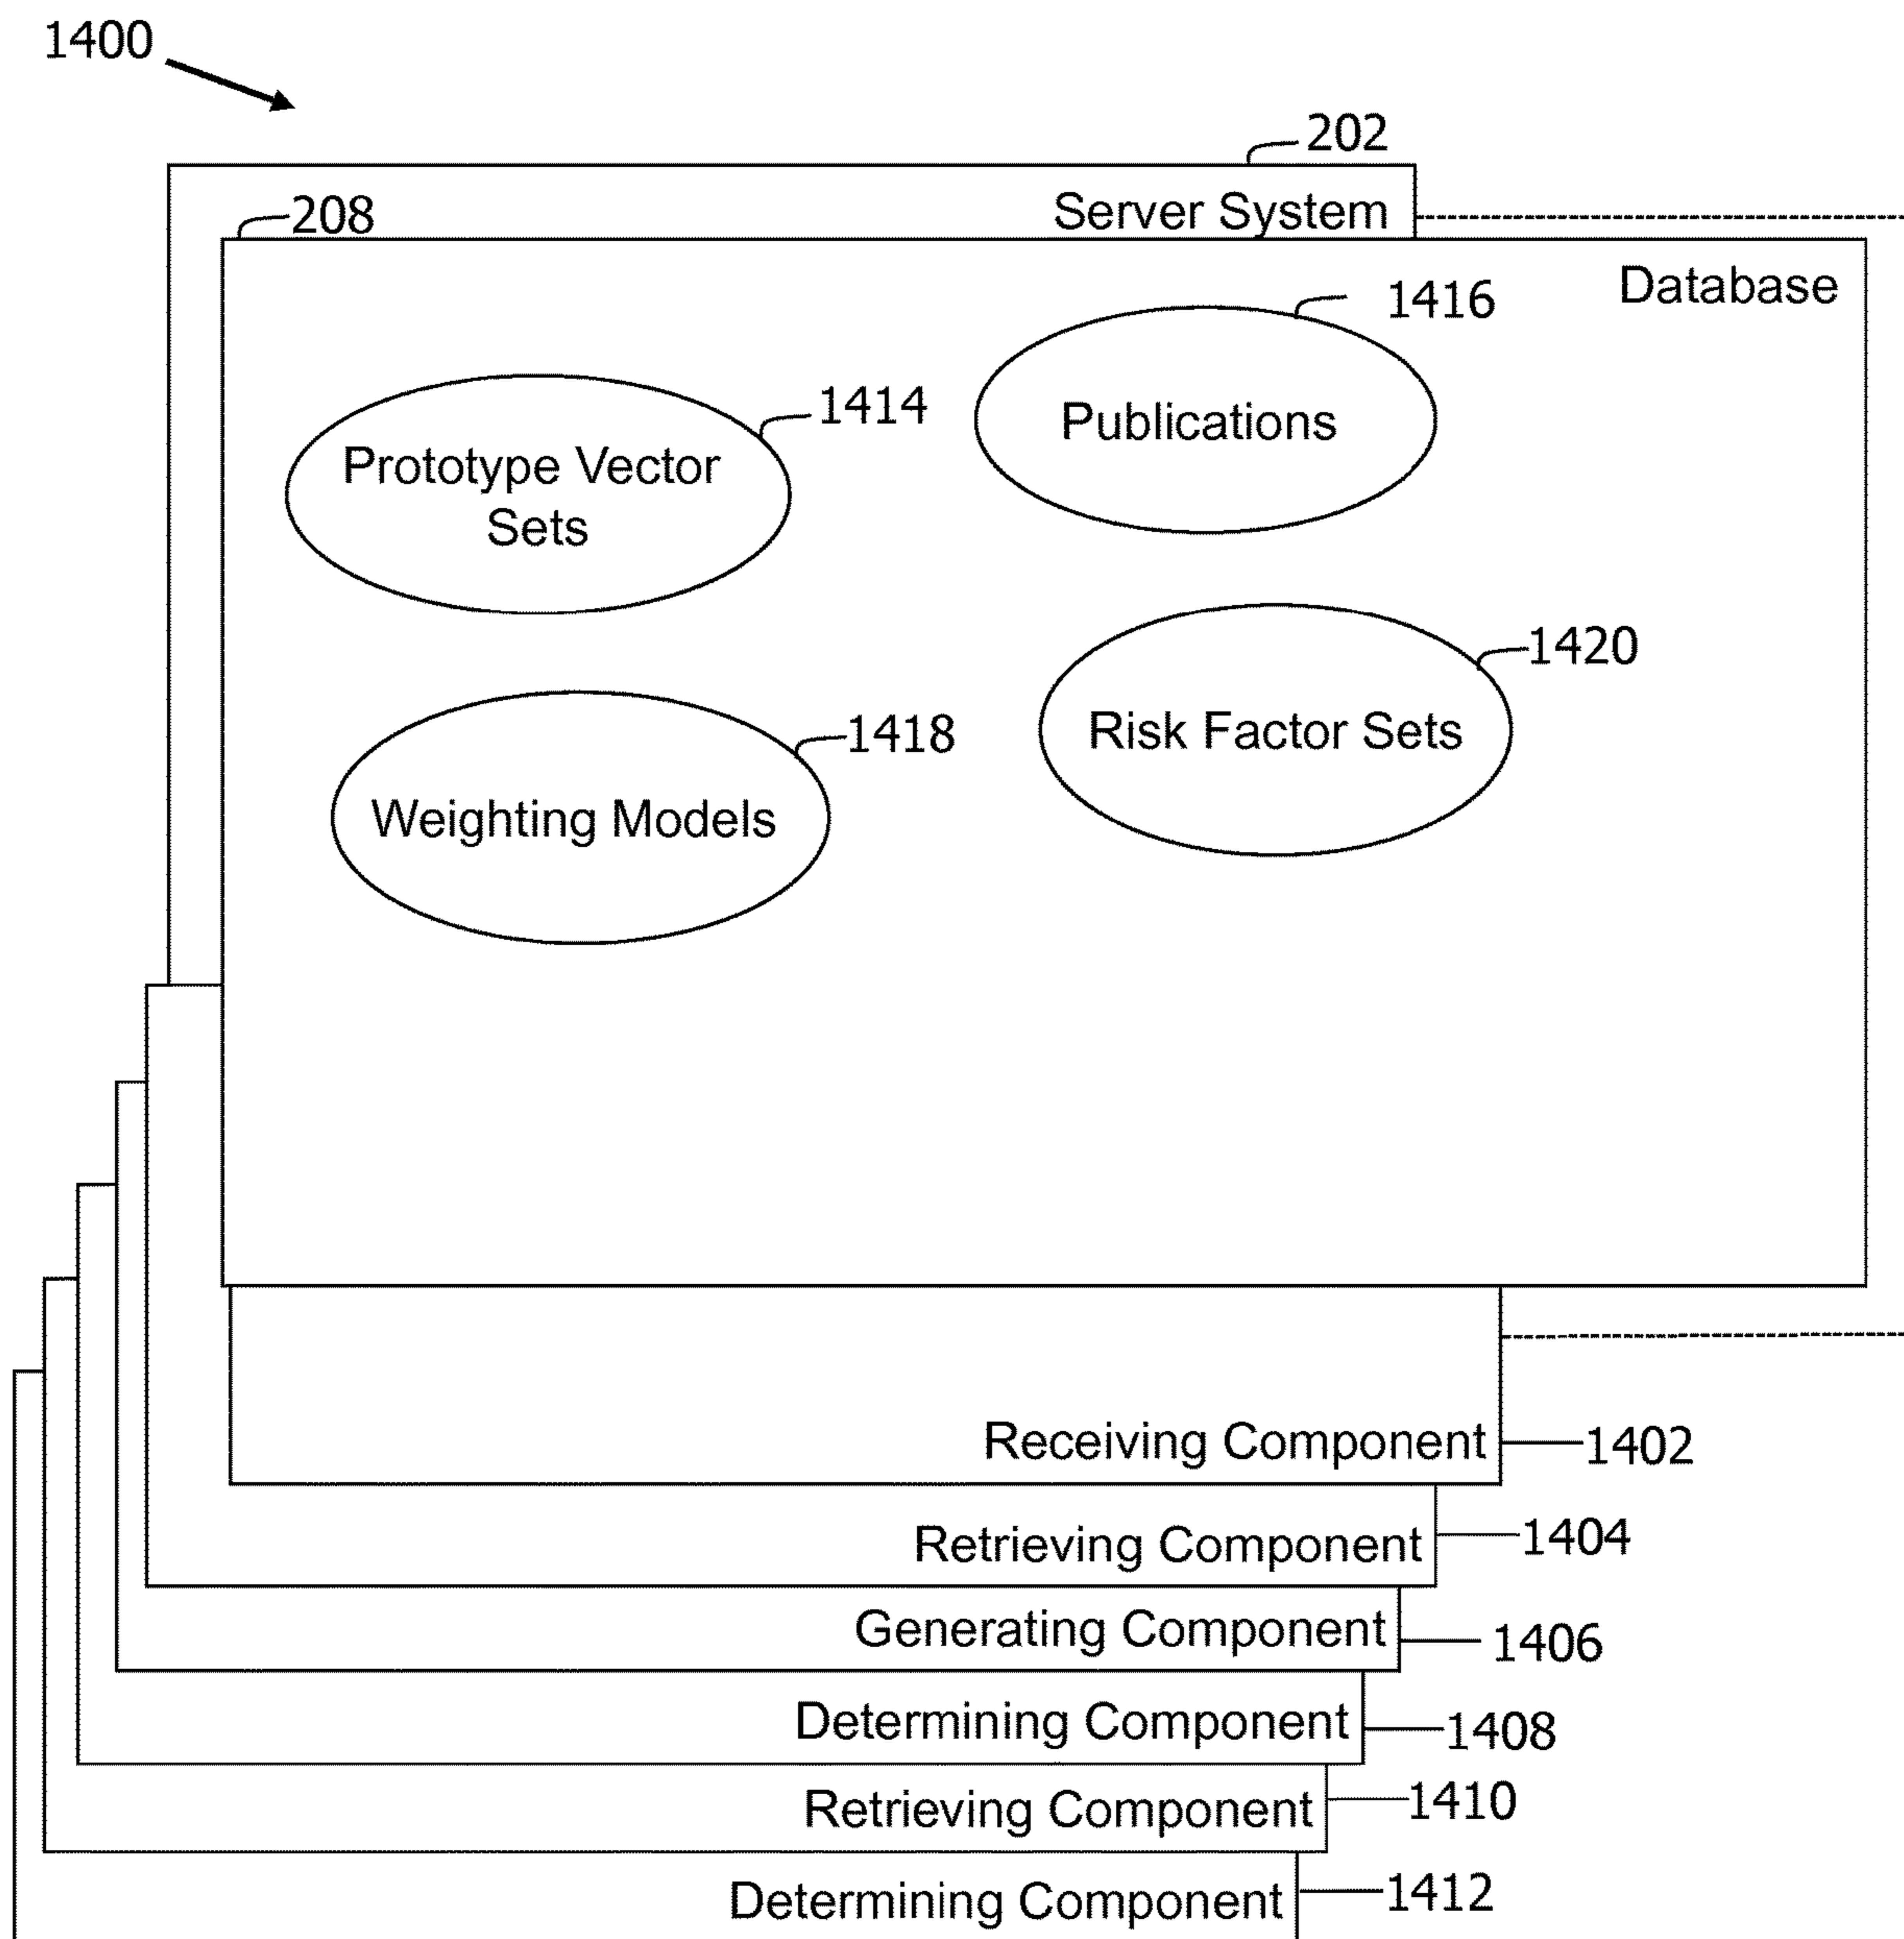 1400
202
Server System
208
Database
1416
Publications
1414
Prototype Vector
Sets
1420
Risk Factor Sets
1418
Weighting Models
Receiving Component
1402
Retrieving Component
1404
Generating Component
1406
Determining Component
1408
Retrieving Component
1410
Determining Component
1412